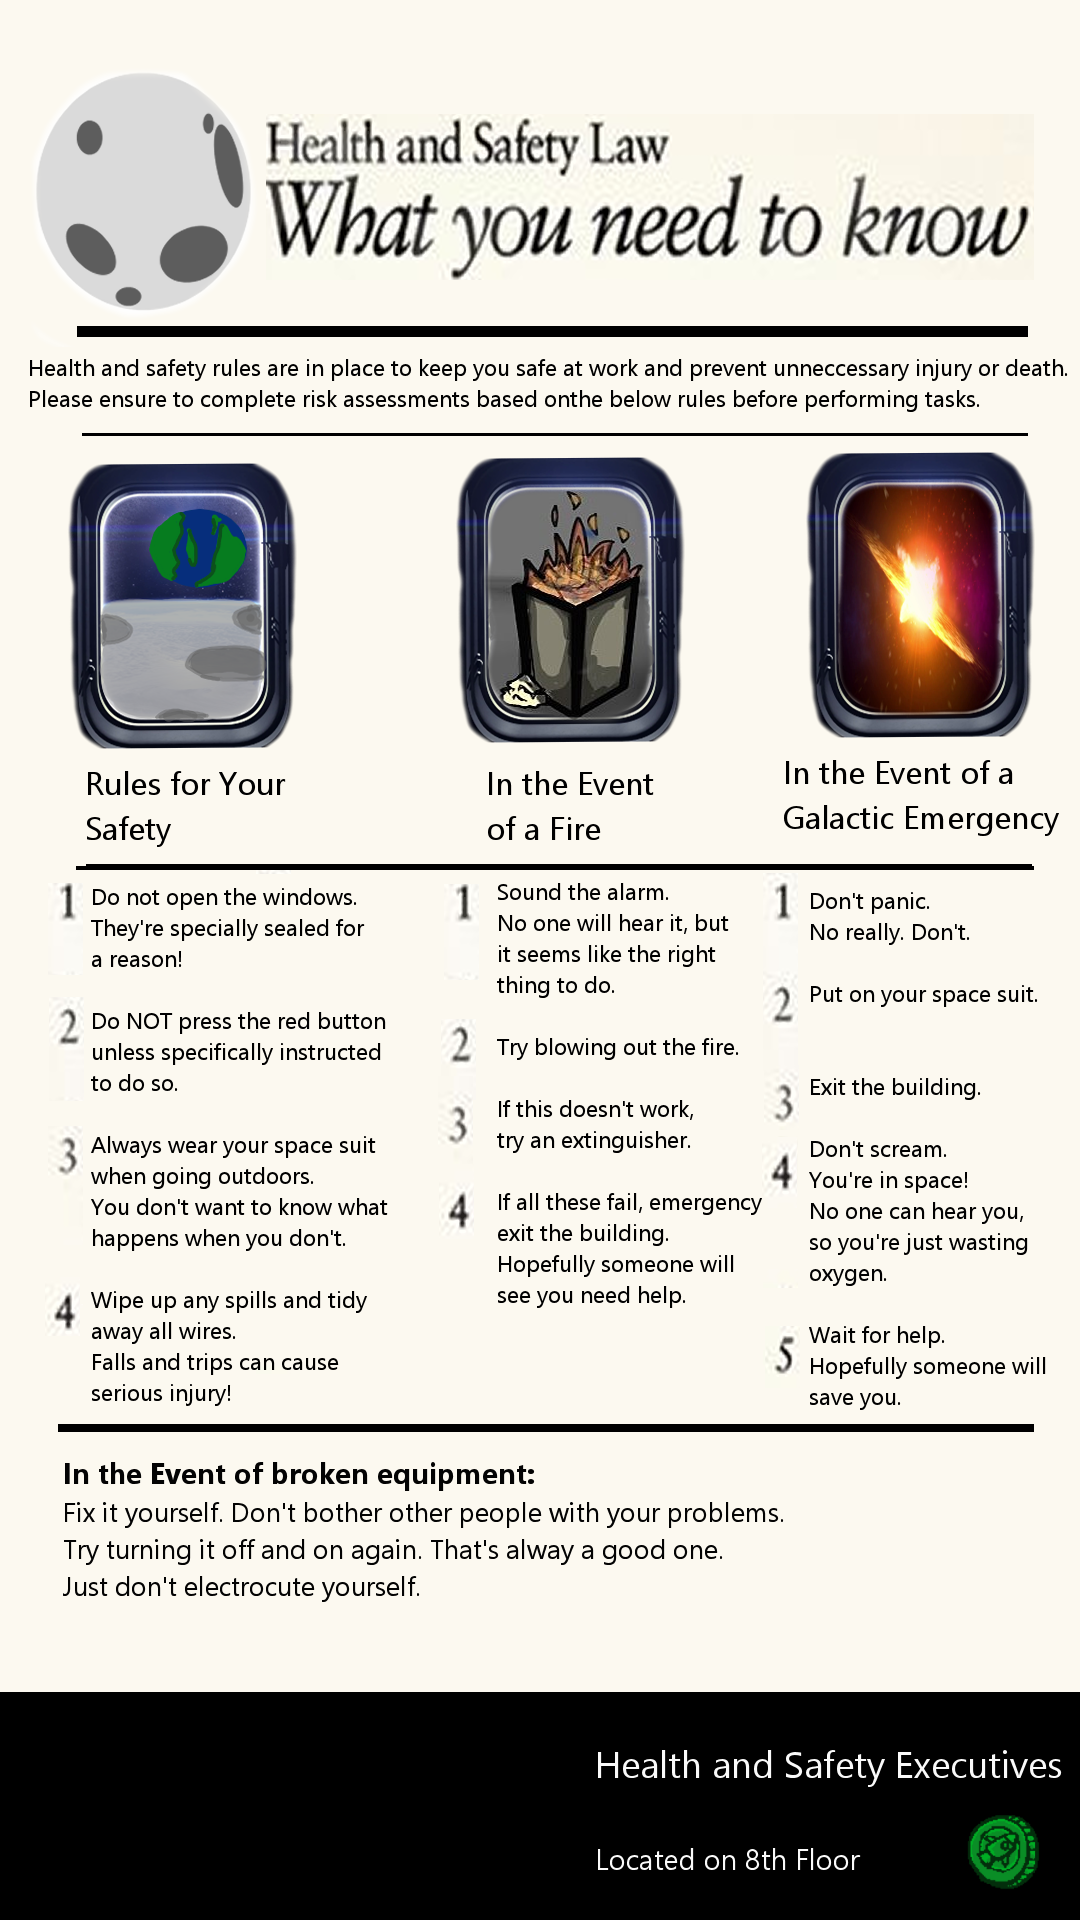 Health and Safety Law
What you need to know
Health and safety rules are in place to keep you safe at work and prevent unneccessary injury or death.
Please ensure to complete risk assessments based onthe below rules before performing tasks.
Rules for Your
Safety
1 Do not open the windows.
They're specially sealed for
a reason!
2 Do NOT press the red button
unless specifically instructed
to do so.
3 Always wear your space suit
when going outdoors.
You don't want to know what
happens when you don't.
4 Wipe up any spills and tidy
away all wires.
Falls and trips can cause
serious injury!
In the Event
of a Fire
1 Sound the alarm.
No one will hear it, but
it seems like the right
thing to do.
2 Try blowing out the fire.
3 If this doesn't work,
try an extinguisher.
4 If all these fail, emergency
exit the building.
Hopefully someone will
see you need help.
In the Event of a
Galactic Emergency
1 Don't panic.
No really. Don't.
2 Put on your space suit.
3 Exit the building.
4 Don't scream.
You're in space!
No one can hear you,
so you're just wasting
oxygen.
5 Wait for help.
Hopefully someone will
save you.
In the Event of broken equipment:
Fix it yourself. Don't bother other people with your problems.
Try turning it off and on again. That's alway a good one.
Just don't electrocute yourself.
Health and Safety Executives
Located on 8th Floor